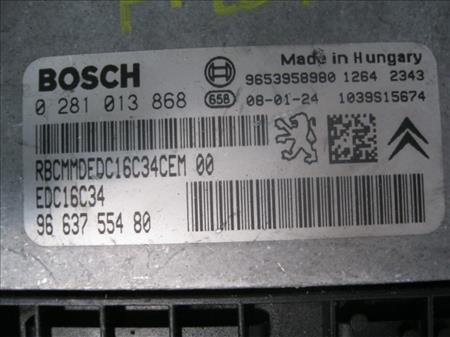 BOSCH
Made in Hungary
9653958980 1264 2343
0 281 013 868
658
08-01-24
1039S15674
RBCMMDEDC16C34CEM 00
EDC16C34
96 637 554 80